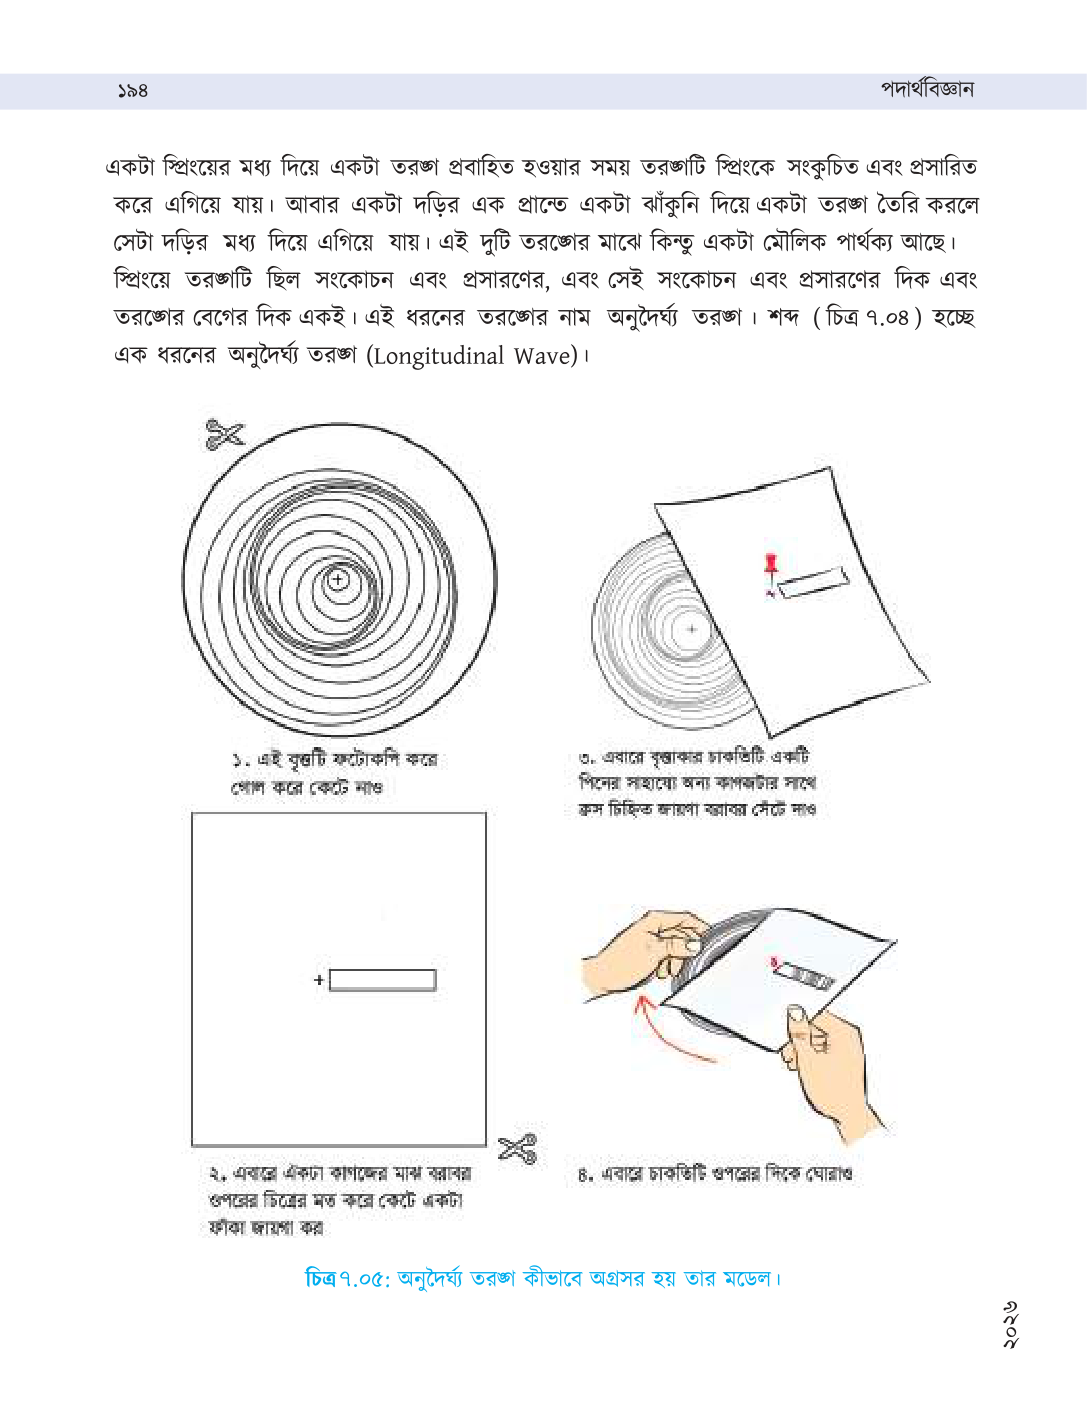 ১৯৪
পদার্থবিজ্ঞান
একটা স্প্রিংয়ের মধ্য দিয়ে একটা তরঙ্গ প্রবাহিত হওয়ার সময় তরঙ্গটি স্প্রিংকে সংকুচিত এবং প্রসারিত
করে এগিয়ে যায়। আবার একটা দড়ির এক প্রান্তে একটা ঝাঁকুনি দিয়ে একটা তরঙ্গ তৈরি করলে
সেটা দড়ির মধ্য দিয়ে এগিয়ে যায়। এই দুটি তরঙ্গের মাঝে কিন্তু একটা মৌলিক পার্থক্য আছে।
স্প্রিংয়ে তরঙ্গটি ছিল সংকোচন এবং প্রসারণের, এবং সেই সংকোচন এবং প্রসারণের দিক এবং
তরঙ্গের বেগের দিক একই। এই ধরনের তরঙ্গের নাম অনুদৈর্ঘ্য তরঙ্গ। শব্দ (চিত্র ৭.০৪) হচ্ছে
এক ধরনের অনুদৈর্ঘ্য তরঙ্গ (Longitudinal Wave)।
১. এই বৃত্তটি ফটোকপি করে
গোল করে কেটে নাও
৩. এবারে বৃত্তাকার চাকতিটি একটি
পিনের সাহায্যে অন্য কাগজটার সাথে
ক্রস চিহ্নিত জায়গা বরাবর সেঁটে দাও
২. এবারে একটা কাগজের মাঝ বরাবর
ওপরের চিত্রের মত করে কেটে একটা
ফাঁকা জায়গা কর
৪. এবারে চাকতিটি ওপরের দিকে ঘোরাও
চিত্র ৭.০৫: অনুদৈর্ঘ্য তরঙ্গ কীভাবে অগ্রসর হয় তার মডেল।
২০২৬